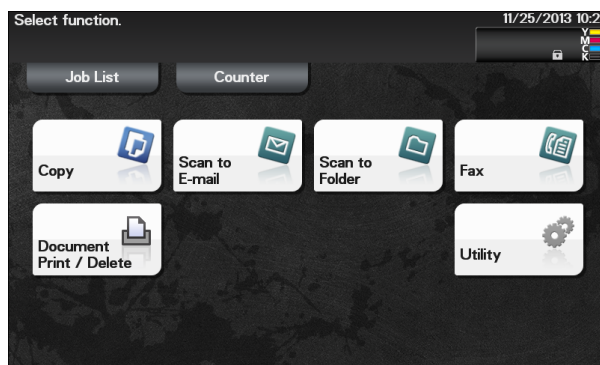 Select function.
11/25/2013 10:2
Y
M
C
K
Job List
Counter
Copy
Scan to
E-mail
Scan to
Folder
Fax
Document
Print / Delete
Utility